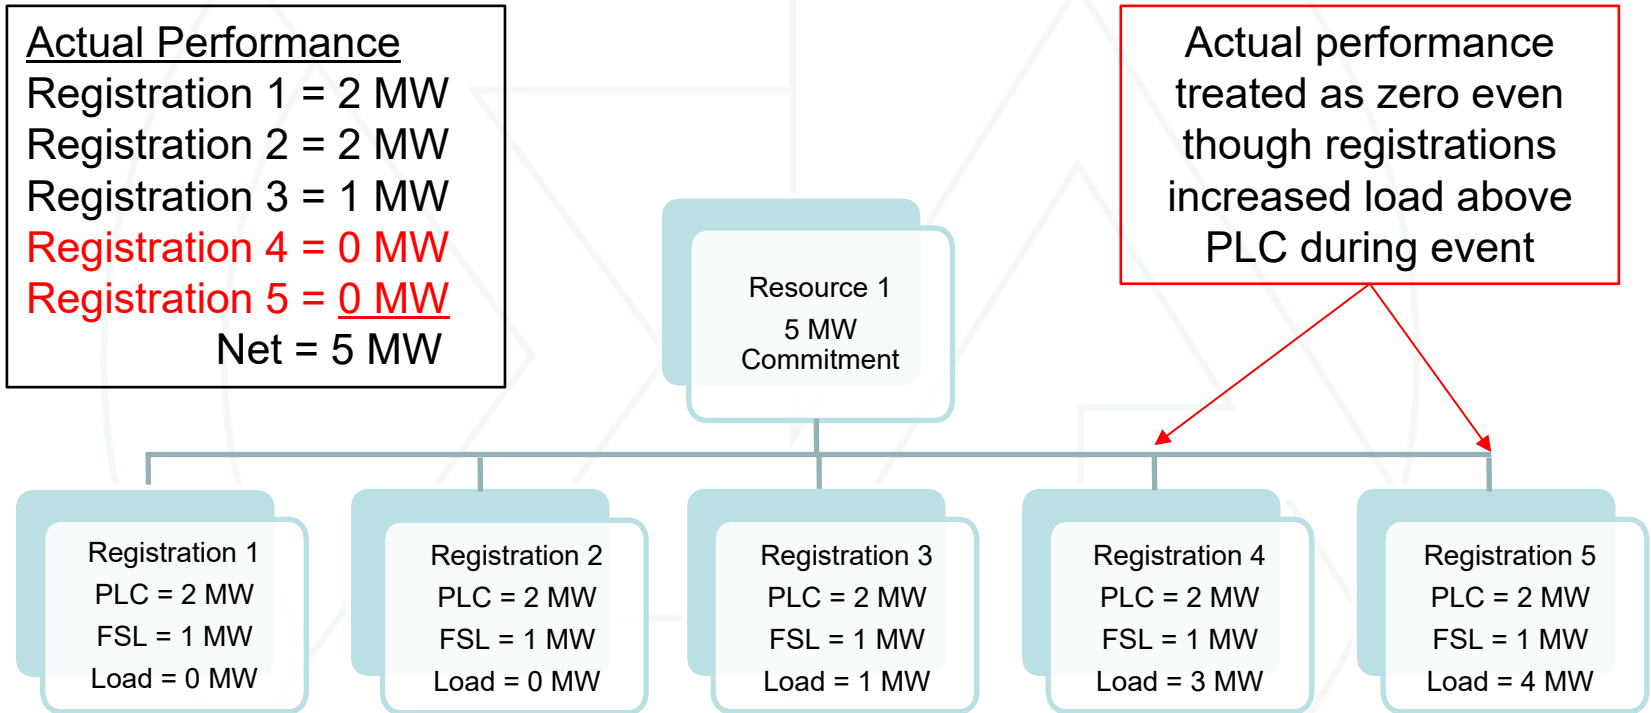 Actual Performance
Registration 1 = 2 MW
Registration 2 = 2 MW
Registration 3 = 1 MW
Registration 4 = 0 MW
Registration 5 = 0 MW
Net = 5 MW
Actual performance
treated as zero even
though registrations
increased load above
PLC during event
Resource 1
5 MW
Commitment
Registration 1
PLC = 2 MW
FSL = 1 MW
Load = 0 MW
Registration 2
PLC = 2 MW
FSL = 1 MW
Load = 0 MW
Registration 3
PLC = 2 MW
FSL = 1 MW
Load = 1 MW
Registration 4
PLC = 2 MW
FSL = 1 MW
Load = 3 MW
Registration 5
PLC = 2 MW
FSL = 1 MW
Load = 4 MW